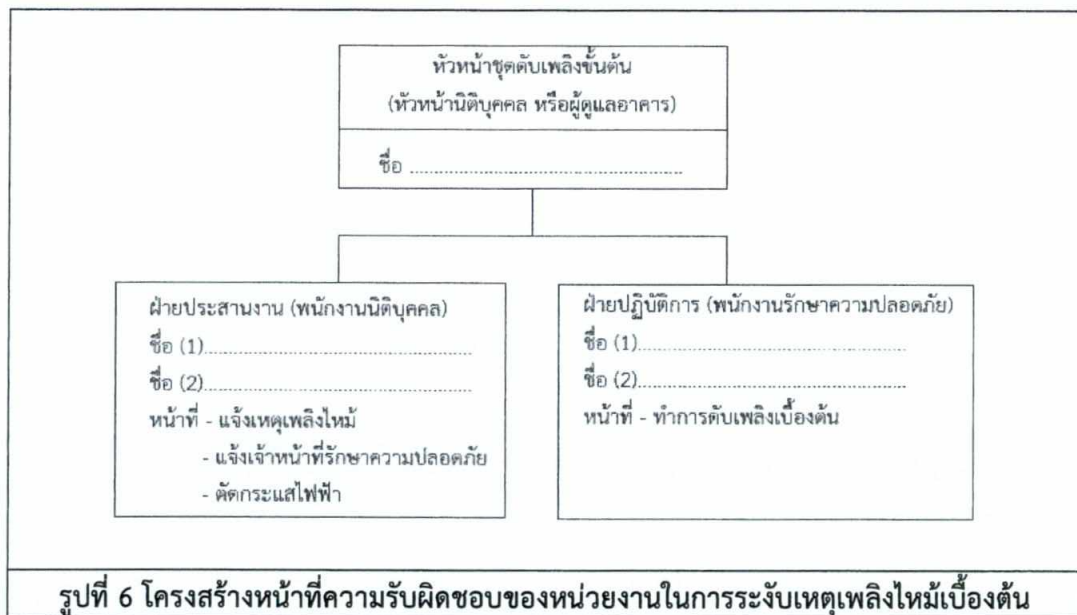 หัวหน้าชุดดับเพลิงขั้นต้น
(หัวหน้านิติบุคคล หรือผู้ดูแลอาคาร)
ชื่อ ......................................................
ฝ่ายประสานงาน (พนักงานนิติบุคคล)
ชื่อ (1)......................................................
ชื่อ (2)......................................................
หน้าที่ - แจ้งเหตุเพลิงไหม้
- แจ้งเจ้าหน้าที่รักษาความปลอดภัย
- ตัดกระแสไฟฟ้า
ฝ่ายปฏิบัติการ (พนักงานรักษาความปลอดภัย)
ชื่อ (1)......................................................
ชื่อ (2)......................................................
หน้าที่ - ทำการดับเพลิงเบื้องต้น
รูปที่ 6 โครงสร้างหน้าที่ความรับผิดชอบของหน่วยงานในการระงับเหตุเพลิงไหม้เบื้องต้น